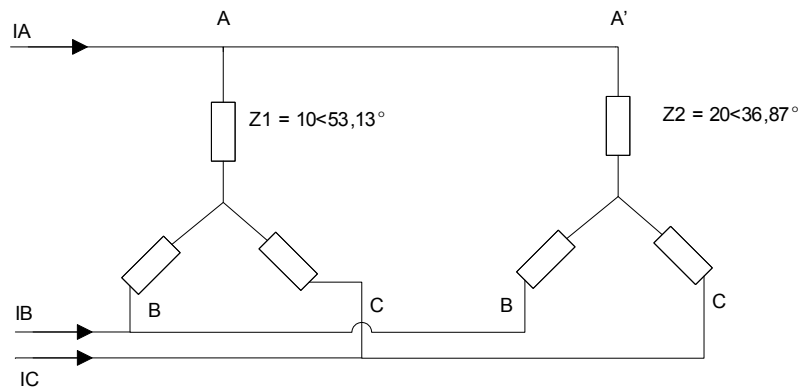 A
A'
IA
Z1 = 10<53,13°
Z2 = 20<36,87°
B
C
B
C
IB
IC